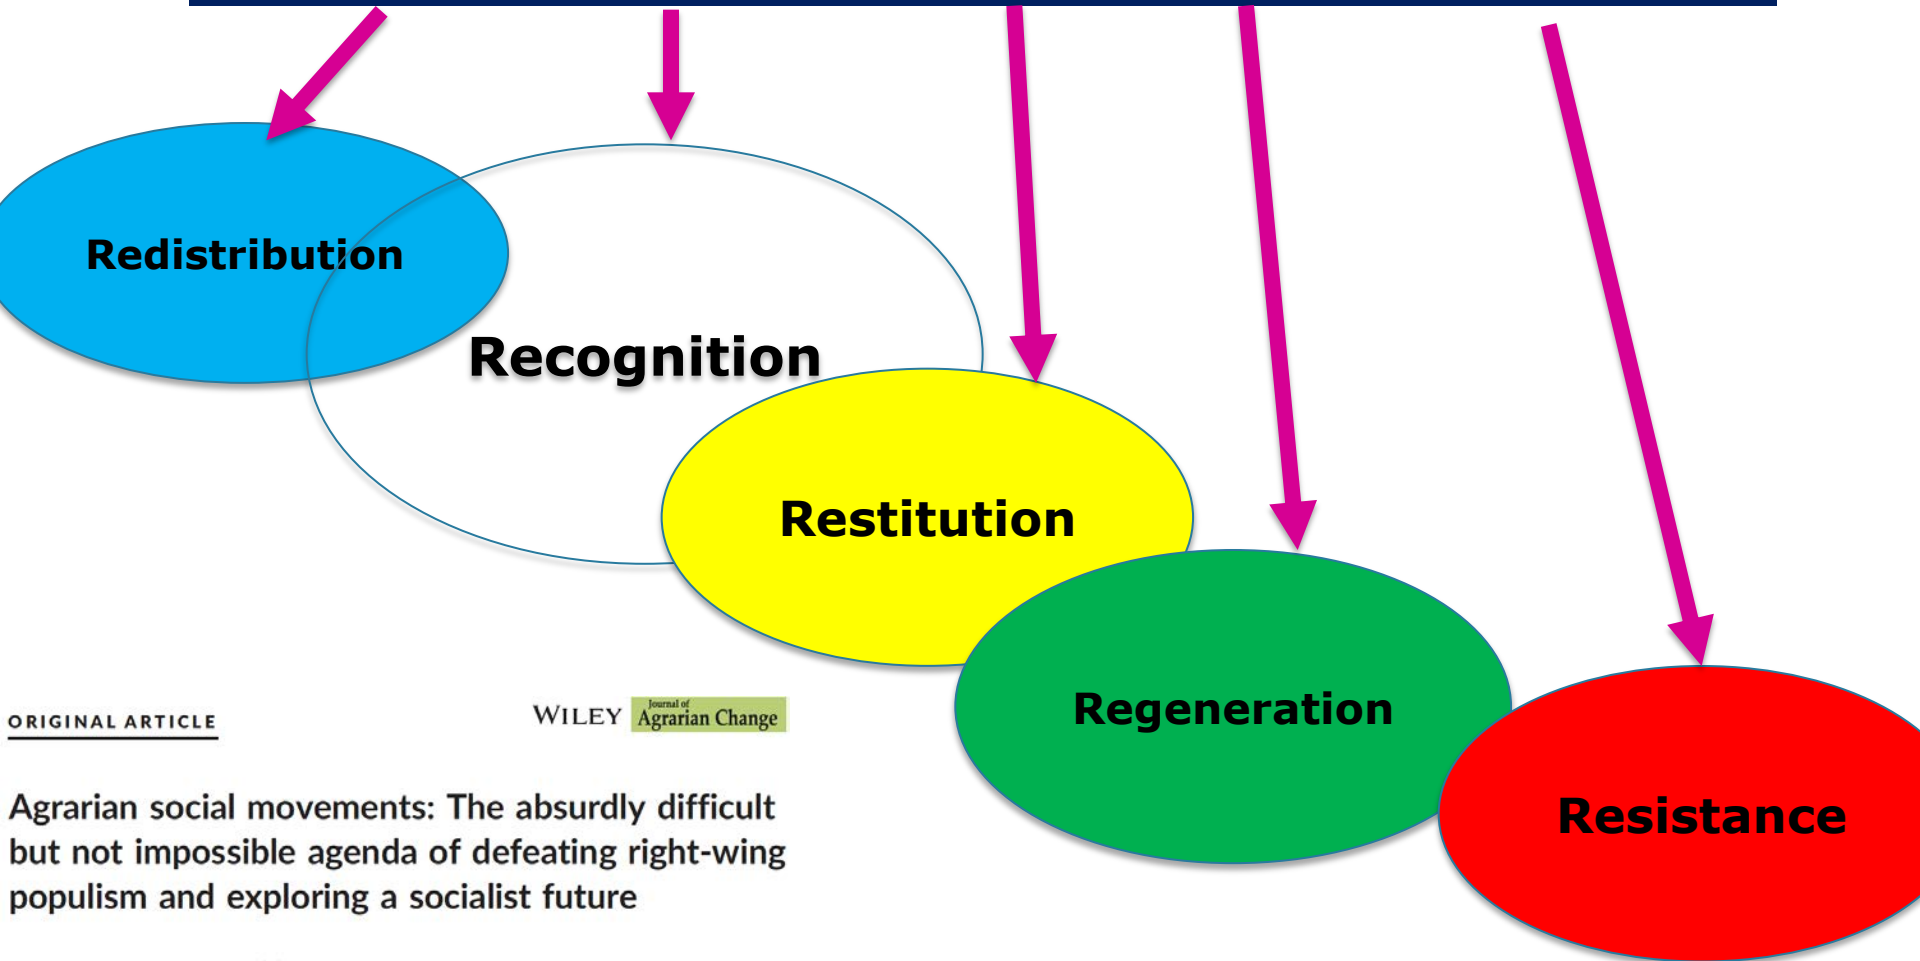 Redistribution
Recognition
Restitution
Regeneration
Resistance
ORIGINAL ARTICLE
WILEY Journal of Agrarian Change
Agrarian social movements: The absurdly difficult
but not impossible agenda of defeating right-wing
populism and exploring a socialist future